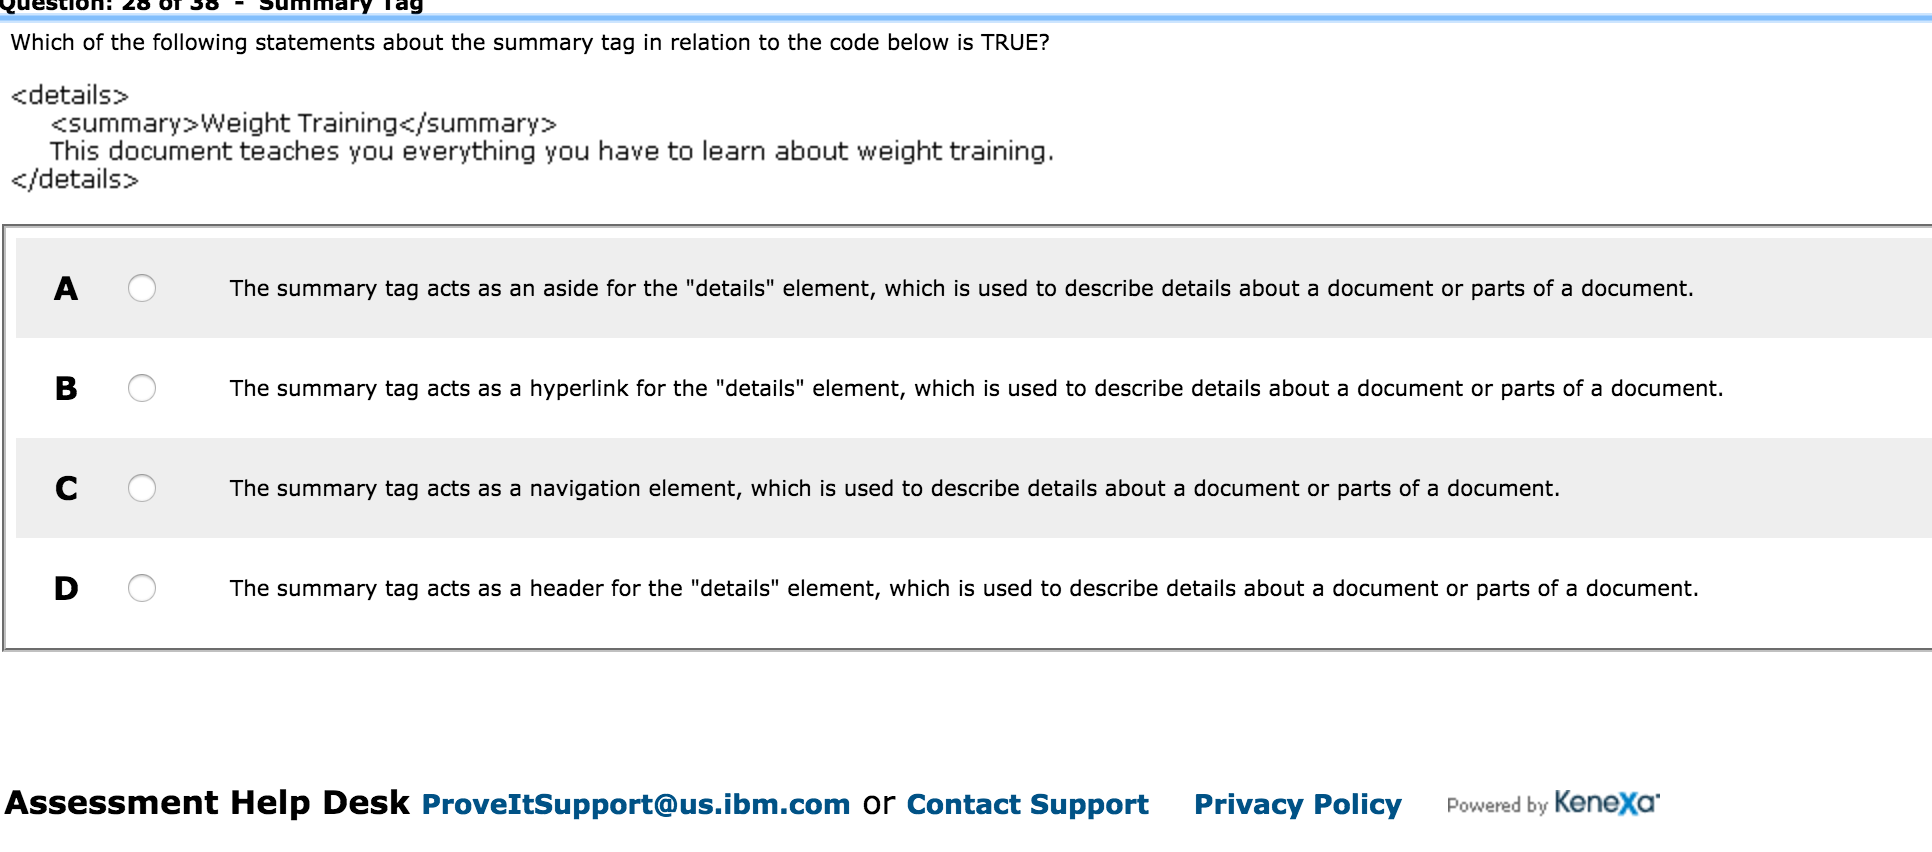 Question: 28 of 38 - Summary Tag
Which of the following statements about the summary tag in relation to the code below is TRUE?
<details>
<summary>Weight Training</summary>
This document teaches you everything you have to learn about weight training.
</details>
A The summary tag acts as an aside for the "details" element, which is used to describe details about a document or parts of a document.
B The summary tag acts as a hyperlink for the "details" element, which is used to describe details about a document or parts of a document.
C The summary tag acts as a navigation element, which is used to describe details about a document or parts of a document.
D The summary tag acts as a header for the "details" element, which is used to describe details about a document or parts of a document.
Assessment Help Desk ProveItSupport@us.ibm.com or Contact Support Privacy Policy Powered by Kenexa